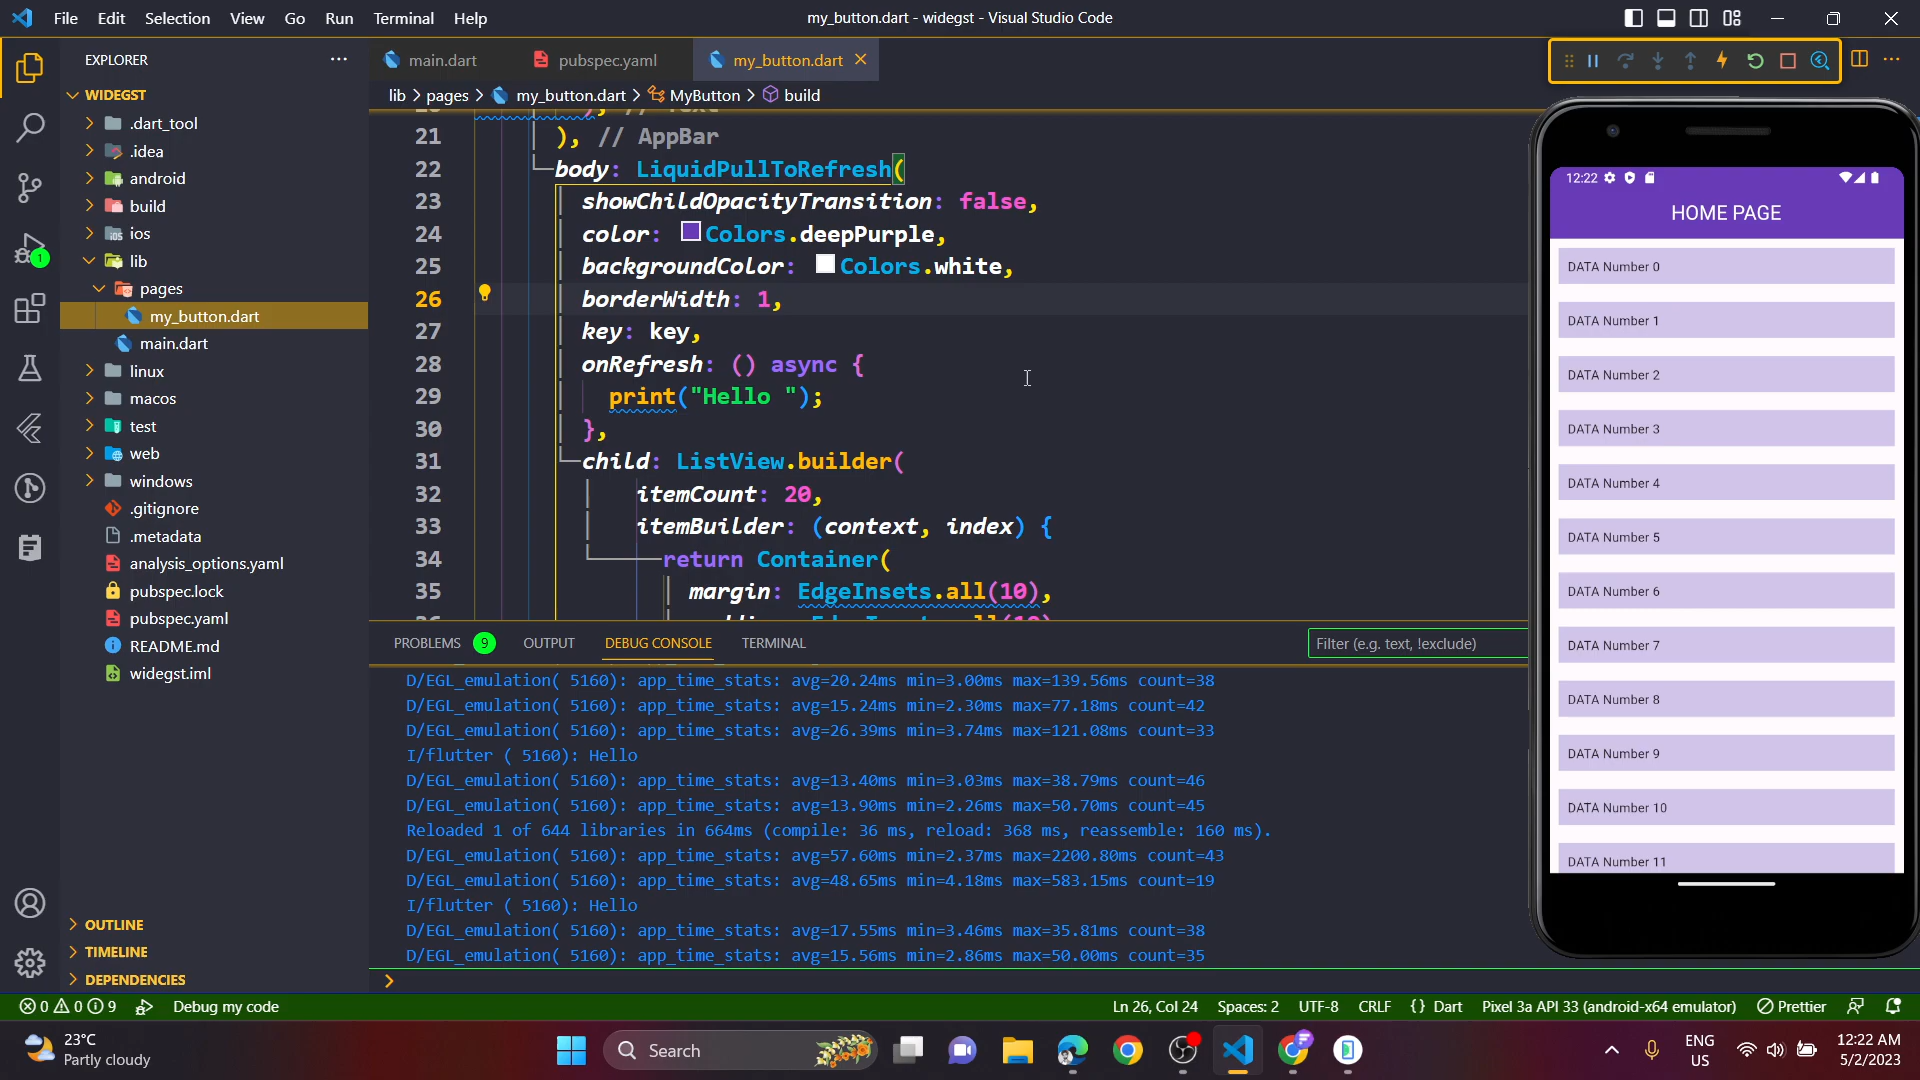 File Edit Selection View Go Run Terminal Help
my_button.dart - widegst - Visual Studio Code
EXPLORER
WIDEGST
.dart_tool
.idea
android
build
ios
lib
pages
my_button.dart
main.dart
linux
macos
test
web
windows
.gitignore
.metadata
analysis_options.yaml
pubspec.lock
pubspec.yaml
README.md
widegst.iml
OUTLINE
TIMELINE
DEPENDENCIES
main.dart pubspec.yaml my_button.dart
lib > pages > my_button.dart > MyButton > build
21 ), // AppBar
22 body: LiquidPullToRefresh(
23 showChildOpacityTransition: false,
24 color: Colors.deepPurple,
25 backgroundColor: Colors.white,
26 borderWidth: 1,
27 key: key,
28 onRefresh: () async {
29 print("Hello ");
30 },
31 child: ListView.builder(
32 itemCount: 20,
33 itemBuilder: (context, index) {
34 return Container(
35 margin: EdgeInsets.all(10),
PROBLEMS 9 OUTPUT DEBUG CONSOLE TERMINAL
Filter (e.g. text, !exclude)
D/EGL_emulation( 5160): app_time_stats: avg=20.24ms min=3.00ms max=139.56ms count=38
D/EGL_emulation( 5160): app_time_stats: avg=15.24ms min=2.30ms max=77.18ms count=42
D/EGL_emulation( 5160): app_time_stats: avg=26.39ms min=3.74ms max=121.08ms count=33
I/flutter ( 5160): Hello
D/EGL_emulation( 5160): app_time_stats: avg=13.40ms min=3.03ms max=38.79ms count=46
D/EGL_emulation( 5160): app_time_stats: avg=13.90ms min=2.26ms max=50.70ms count=45
Reloaded 1 of 644 libraries in 664ms (compile: 36 ms, reload: 368 ms, reassemble: 160 ms).
D/EGL_emulation( 5160): app_time_stats: avg=57.60ms min=2.37ms max=2200.80ms count=43
D/EGL_emulation( 5160): app_time_stats: avg=48.65ms min=4.18ms max=583.15ms count=19
I/flutter ( 5160): Hello
D/EGL_emulation( 5160): app_time_stats: avg=17.55ms min=3.46ms max=35.81ms count=38
D/EGL_emulation( 5160): app_time_stats: avg=15.56ms min=2.86ms max=50.00ms count=35
12:22
HOME PAGE
DATA Number 0
DATA Number 1
DATA Number 2
DATA Number 3
DATA Number 4
DATA Number 5
DATA Number 6
DATA Number 7
DATA Number 8
DATA Number 9
DATA Number 10
DATA Number 11
0 0 9 Debug my code
Ln 26, Col 24 Spaces: 2 UTF-8 CRLF {} Dart Pixel 3a API 33 (android-x64 emulator) Prettier
23°C
Partly cloudy
Search
ENG
US
12:22 AM
5/2/2023